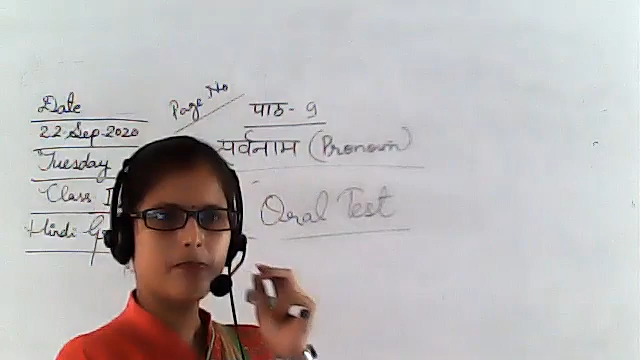 Date
22-Sep-2020
Tuesday
Class I
Hindi G
Page No
पाठ - 9
सर्वनाम (Pronoun)
Oral Test